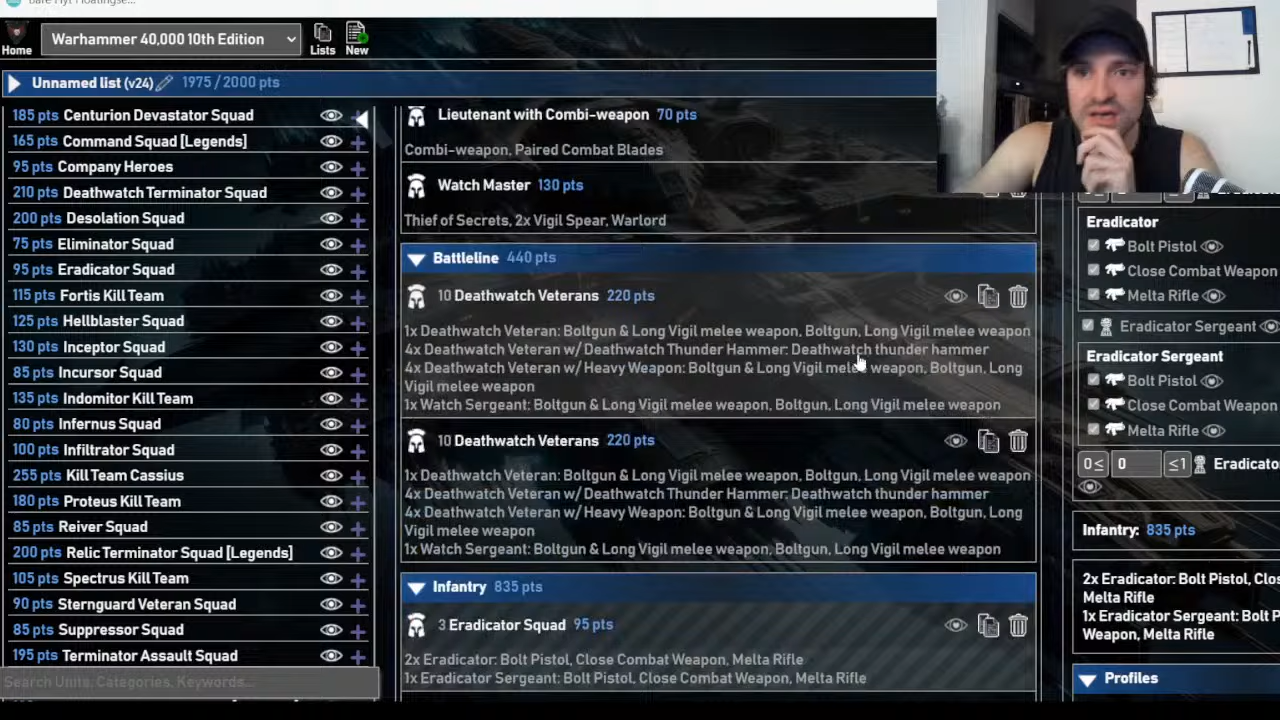 Warhammer 40,000 10th Edition
Home
Lists
New
Unnamed list (v24) 1975 / 2000 pts
185 pts Centurion Devastator Squad
165 pts Command Squad [Legends]
95 pts Company Heroes
210 pts Deathwatch Terminator Squad
200 pts Desolation Squad
75 pts Eliminator Squad
95 pts Eradicator Squad
115 pts Fortis Kill Team
125 pts Hellblaster Squad
130 pts Inceptor Squad
85 pts Incursor Squad
135 pts Indomitor Kill Team
80 pts Infernus Squad
100 pts Infiltrator Squad
255 pts Kill Team Cassius
180 pts Proteus Kill Team
85 pts Reiver Squad
200 pts Relic Terminator Squad [Legends]
105 pts Spectrus Kill Team
90 pts Sternguard Veteran Squad
85 pts Suppressor Squad
195 pts Terminator Assault Squad
Search Units, Categories, Keywords...
Lieutenant with Combi-weapon 70 pts
Combi-weapon, Paired Combat Blades
Watch Master 130 pts
Thief of Secrets, 2x Vigil Spear, Warlord
Battleline 440 pts
10 Deathwatch Veterans 220 pts
1x Deathwatch Veteran: Boltgun & Long Vigil melee weapon, Boltgun, Long Vigil melee weapon
4x Deathwatch Veteran w/ Deathwatch Thunder Hammer: Deathwatch thunder hammer
4x Deathwatch Veteran w/ Heavy Weapon: Boltgun & Long Vigil melee weapon, Boltgun, Long
Vigil melee weapon
1x Watch Sergeant: Boltgun & Long Vigil melee weapon, Boltgun, Long Vigil melee weapon
10 Deathwatch Veterans 220 pts
1x Deathwatch Veteran: Boltgun & Long Vigil melee weapon, Boltgun, Long Vigil melee weapon
4x Deathwatch Veteran w/ Deathwatch Thunder Hammer: Deathwatch thunder hammer
4x Deathwatch Veteran w/ Heavy Weapon: Boltgun & Long Vigil melee weapon, Boltgun, Long
Vigil melee weapon
1x Watch Sergeant: Boltgun & Long Vigil melee weapon, Boltgun, Long Vigil melee weapon
Infantry 835 pts
3 Eradicator Squad 95 pts
2x Eradicator: Bolt Pistol, Close Combat Weapon, Melta Rifle
1x Eradicator Sergeant: Bolt Pistol, Close Combat Weapon, Melta Rifle
Eradicator
Bolt Pistol
Close Combat Weapon
Melta Rifle
Eradicator Sergeant
Eradicator Sergeant
Bolt Pistol
Close Combat Weapon
Melta Rifle
0≤ 0 ≤1 Eradicato
Infantry: 835 pts
2x Eradicator: Bolt Pistol, Clos
Melta Rifle
1x Eradicator Sergeant: Bolt P
Weapon, Melta Rifle
Profiles